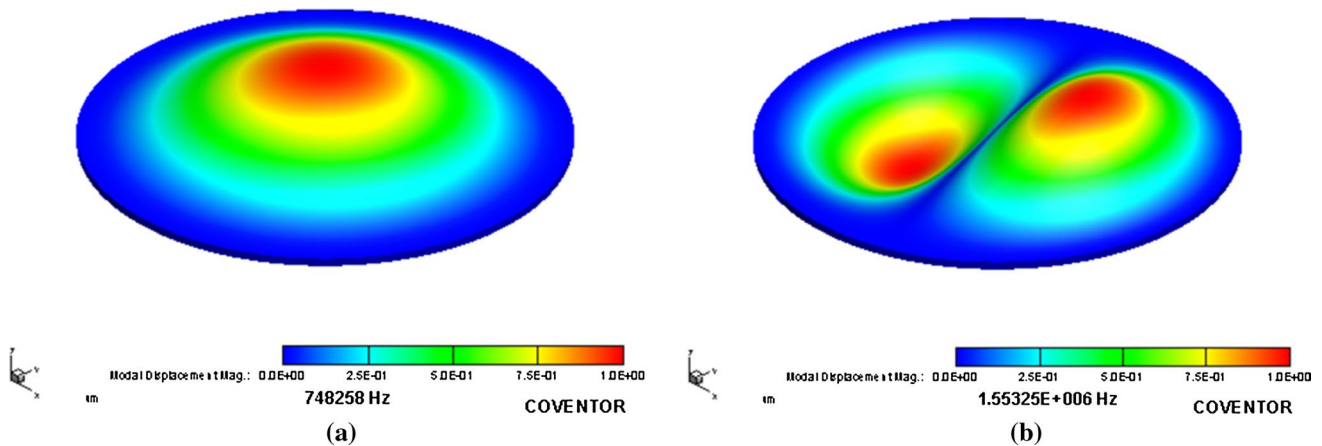 Modal Displacement Mag.: 0.0E+00 2.5E-01 5.0E-01 7.5E-01 1.0E+00
um 748258 Hz COVENTOR
(a)
Modal Displacement Mag.: 0.0E+00 2.5E-01 5.0E-01 7.5E-01 1.0E+00
um 1.55325E+006 Hz COVENTOR
(b)